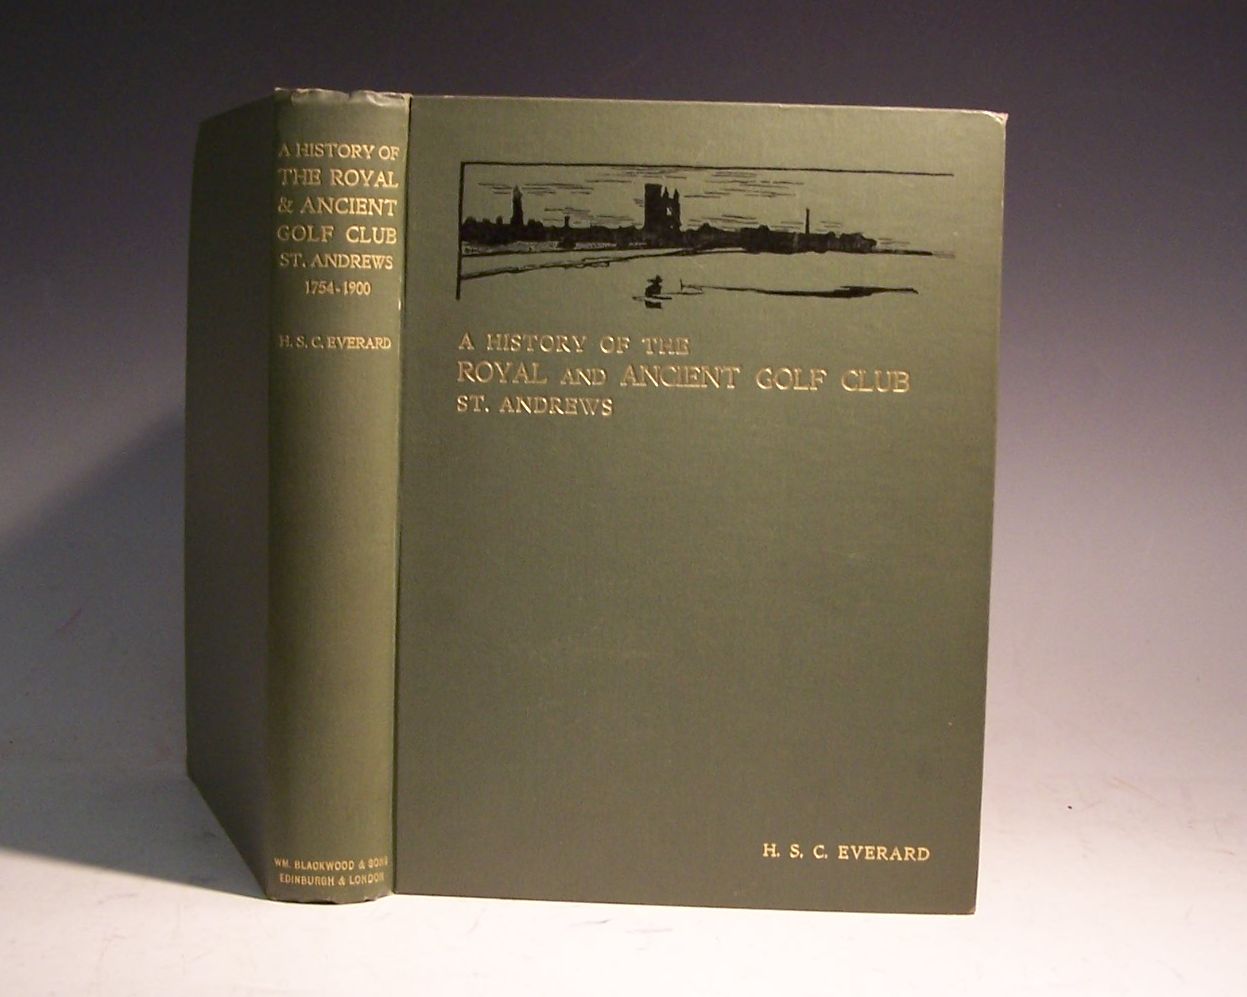 A HISTORY OF
THE ROYAL
& ANCIENT
GOLF CLUB
ST. ANDREWS
1754-1900
H. S. C. EVERARD
WM. BLACKWOOD & SONS
EDINBURGH & LONDON
A HISTORY OF THE
ROYAL AND ANCIENT GOLF CLUB
ST. ANDREWS
H. S. C. EVERARD